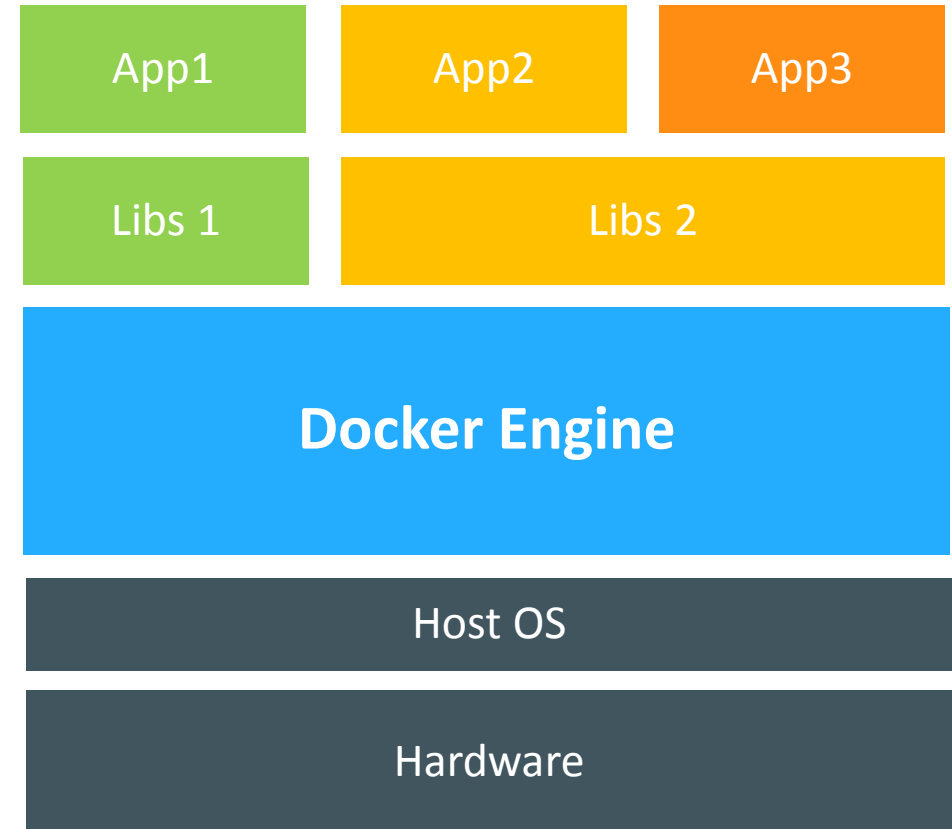 App1
App2
App3
Libs 1
Libs 2
Docker Engine
Host OS
Hardware